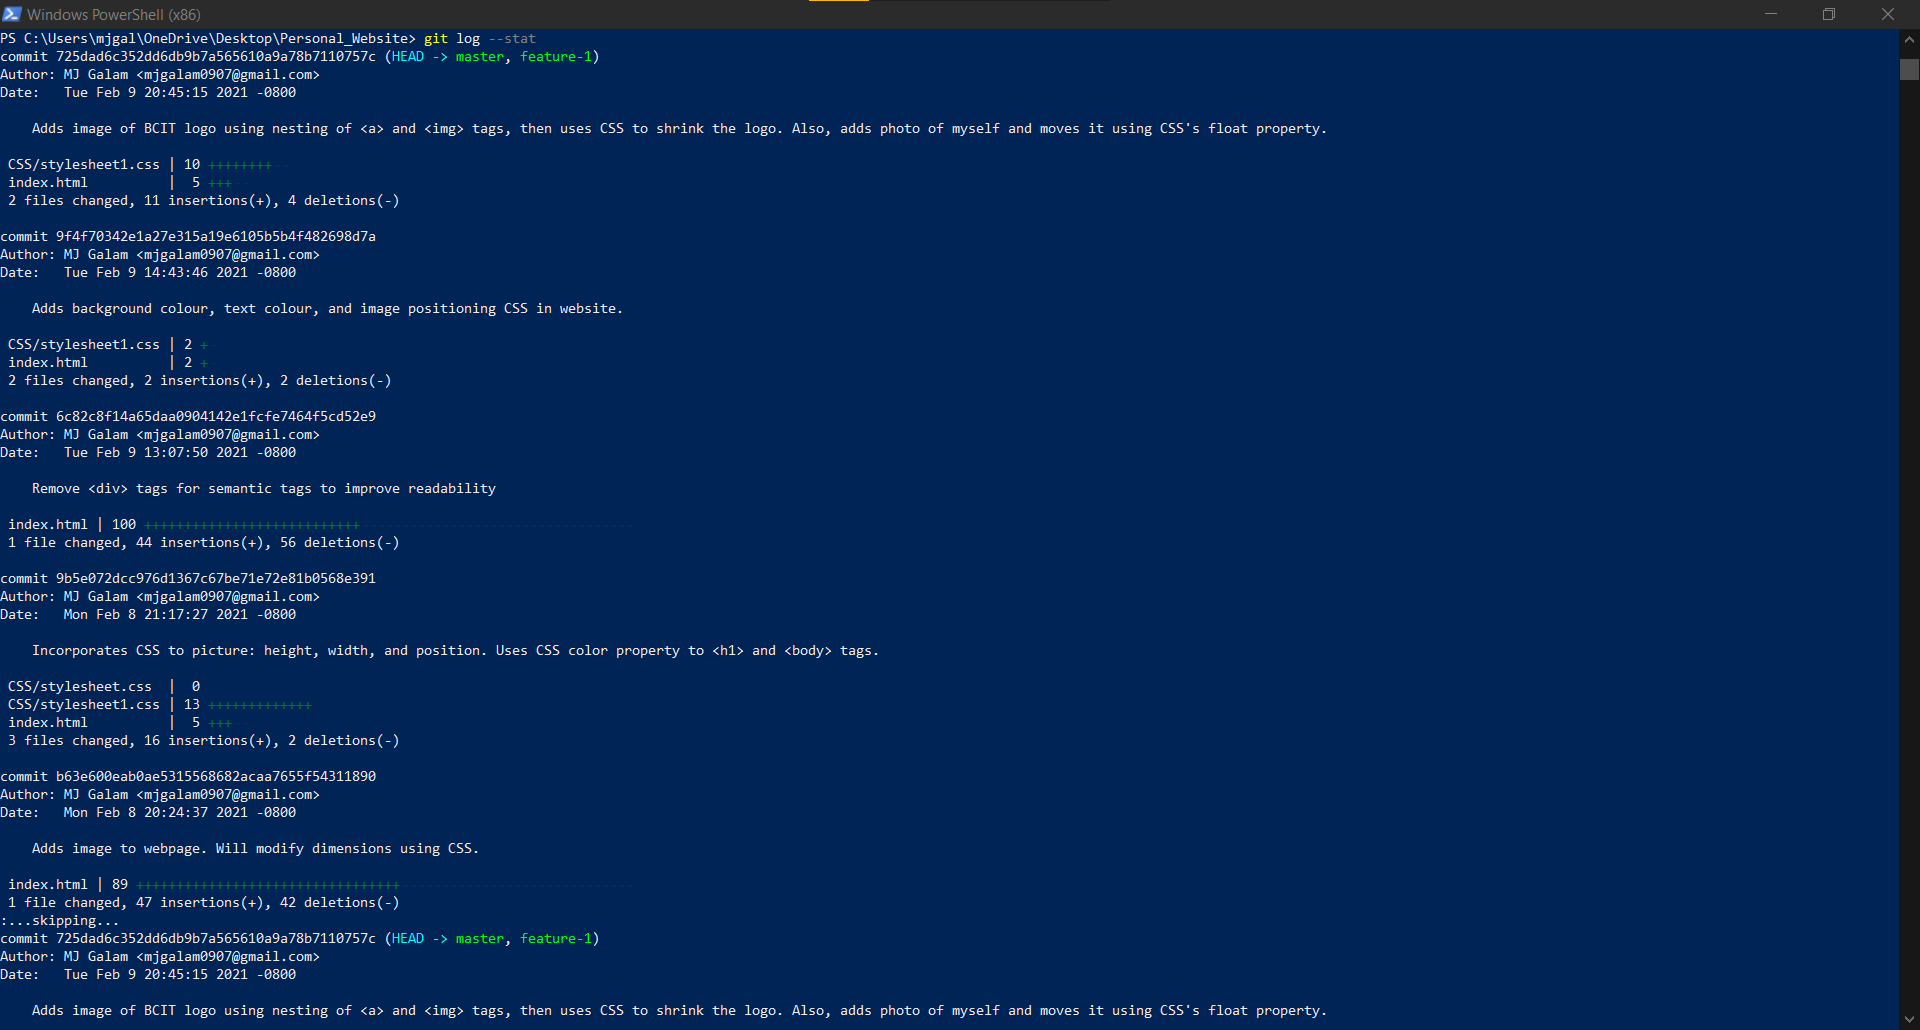 Windows PowerShell (x86)
PS C:\Users\mjgal\OneDrive\Desktop\Personal_Website> git log --stat
commit 725dad6c352dd6db9b7a565610a9a78b7110757c (HEAD -> master, feature-1)
Author: MJ Galam <mjgalam0907@gmail.com>
Date:   Tue Feb 9 20:45:15 2021 -0800

    Adds image of BCIT logo using nesting of <a> and <img> tags, then uses CSS to shrink the logo. Also, adds photo of myself and moves it using CSS's float property.

 CSS/stylesheet1.css | 10 ++++++++--
 index.html          |  5 +++--
 2 files changed, 11 insertions(+), 4 deletions(-)

commit 9f4f70342e1a27e315a19e6105b5b4f482698d7a
Author: MJ Galam <mjgalam0907@gmail.com>
Date:   Tue Feb 9 14:43:46 2021 -0800

    Adds background colour, text colour, and image positioning CSS in website.

 CSS/stylesheet1.css | 2 +-
 index.html          | 2 +-
 2 files changed, 2 insertions(+), 2 deletions(-)

commit 6c82c8f14a65daa0904142e1fcfe7464f5cd52e9
Author: MJ Galam <mjgalam0907@gmail.com>
Date:   Tue Feb 9 13:07:50 2021 -0800

    Remove <div> tags for semantic tags to improve readability

 index.html | 100 +++++++++++++++++++++++++++----------------------------------
 1 file changed, 44 insertions(+), 56 deletions(-)

commit 9b5e072dcc976d1367c67be71e72e81b0568e391
Author: MJ Galam <mjgalam0907@gmail.com>
Date:   Mon Feb 8 21:17:27 2021 -0800

    Incorporates CSS to picture: height, width, and position. Uses CSS color property to <h1> and <body> tags.

 CSS/stylesheet.css  |  0
 CSS/stylesheet1.css | 13 +++++++++++++
 index.html          |  5 +++--
 3 files changed, 16 insertions(+), 2 deletions(-)

commit b63e600eab0ae5315568682acaa7655f54311890
Author: MJ Galam <mjgalam0907@gmail.com>
Date:   Mon Feb 8 20:24:37 2021 -0800

    Adds image to webpage. Will modify dimensions using CSS.

 index.html | 89 +++++++++++++++++++++++++++++++++-----------------------------
 1 file changed, 47 insertions(+), 42 deletions(-)
:...skipping...
commit 725dad6c352dd6db9b7a565610a9a78b7110757c (HEAD -> master, feature-1)
Author: MJ Galam <mjgalam0907@gmail.com>
Date:   Tue Feb 9 20:45:15 2021 -0800

    Adds image of BCIT logo using nesting of <a> and <img> tags, then uses CSS to shrink the logo. Also, adds photo of myself and moves it using CSS's float property.